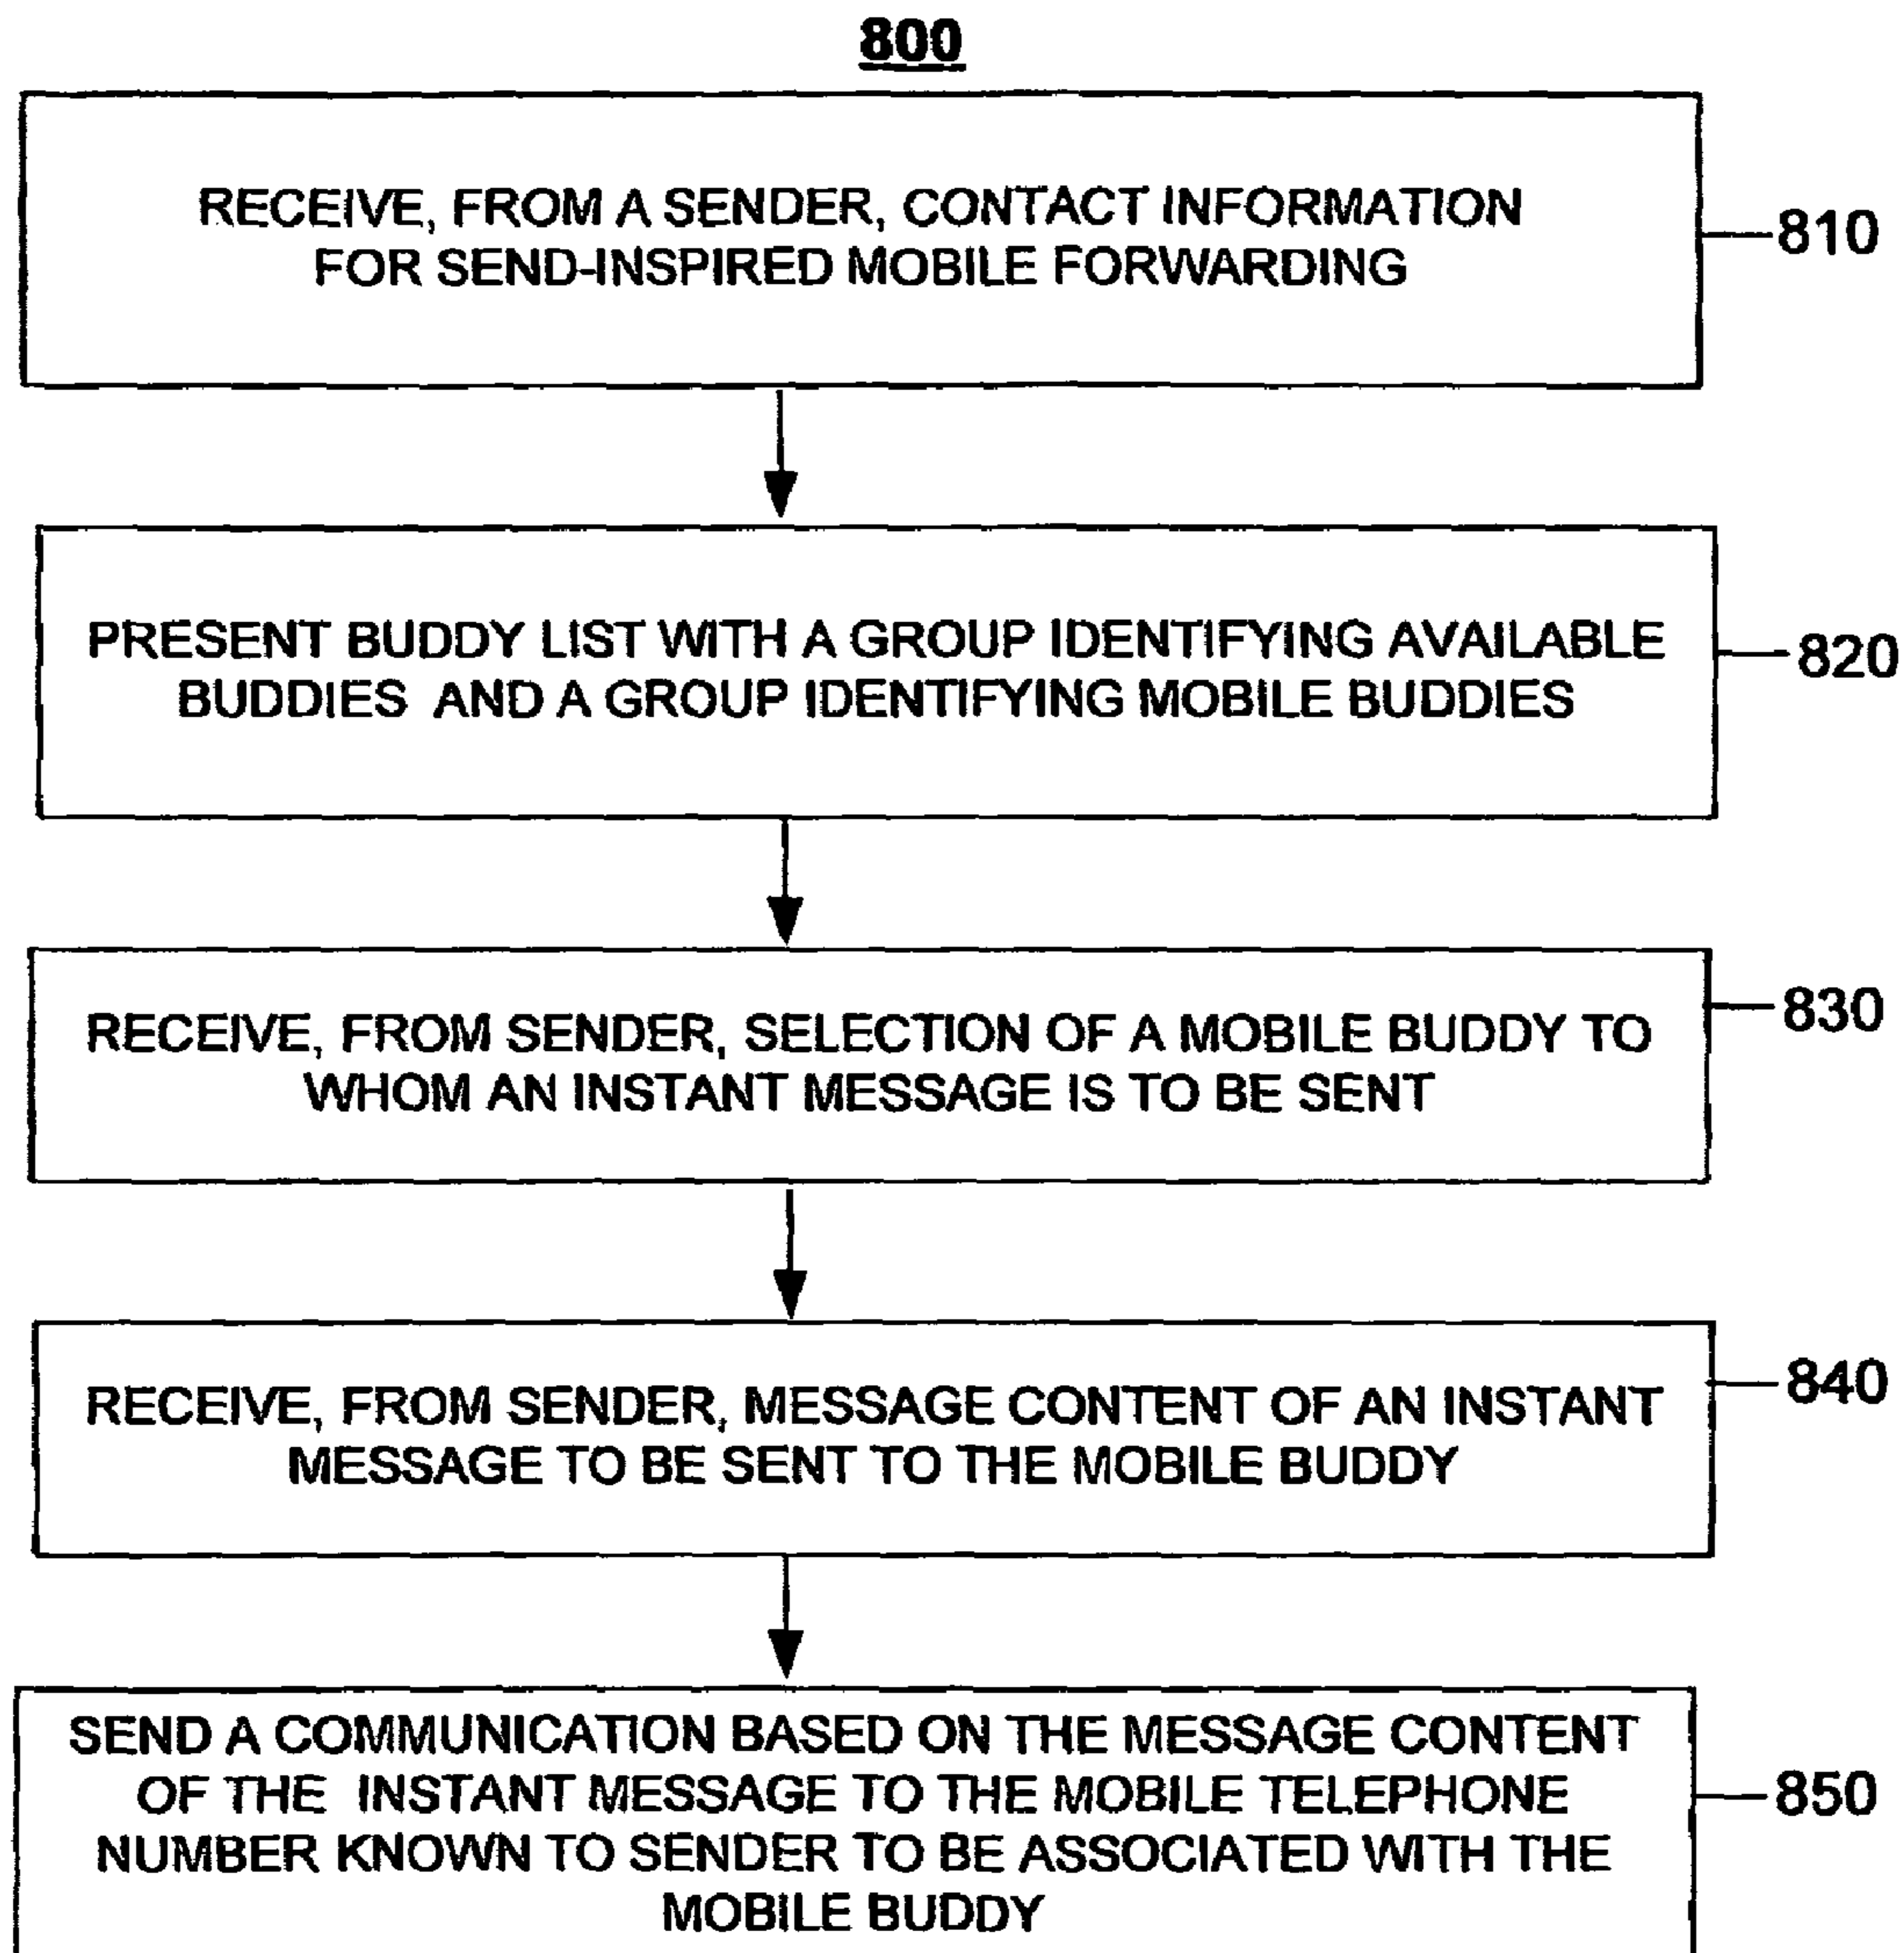 800
RECEIVE, FROM A SENDER, CONTACT INFORMATION
FOR SEND-INSPIRED MOBILE FORWARDING
810
PRESENT BUDDY LIST WITH A GROUP IDENTIFYING AVAILABLE
BUDDIES AND A GROUP IDENTIFYING MOBILE BUDDIES
820
RECEIVE, FROM SENDER, SELECTION OF A MOBILE BUDDY TO
WHOM AN INSTANT MESSAGE IS TO BE SENT
830
RECEIVE, FROM SENDER, MESSAGE CONTENT OF AN INSTANT
MESSAGE TO BE SENT TO THE MOBILE BUDDY
840
SEND A COMMUNICATION BASED ON THE MESSAGE CONTENT
OF THE INSTANT MESSAGE TO THE MOBILE TELEPHONE
NUMBER KNOWN TO SENDER TO BE ASSOCIATED WITH THE
MOBILE BUDDY
850